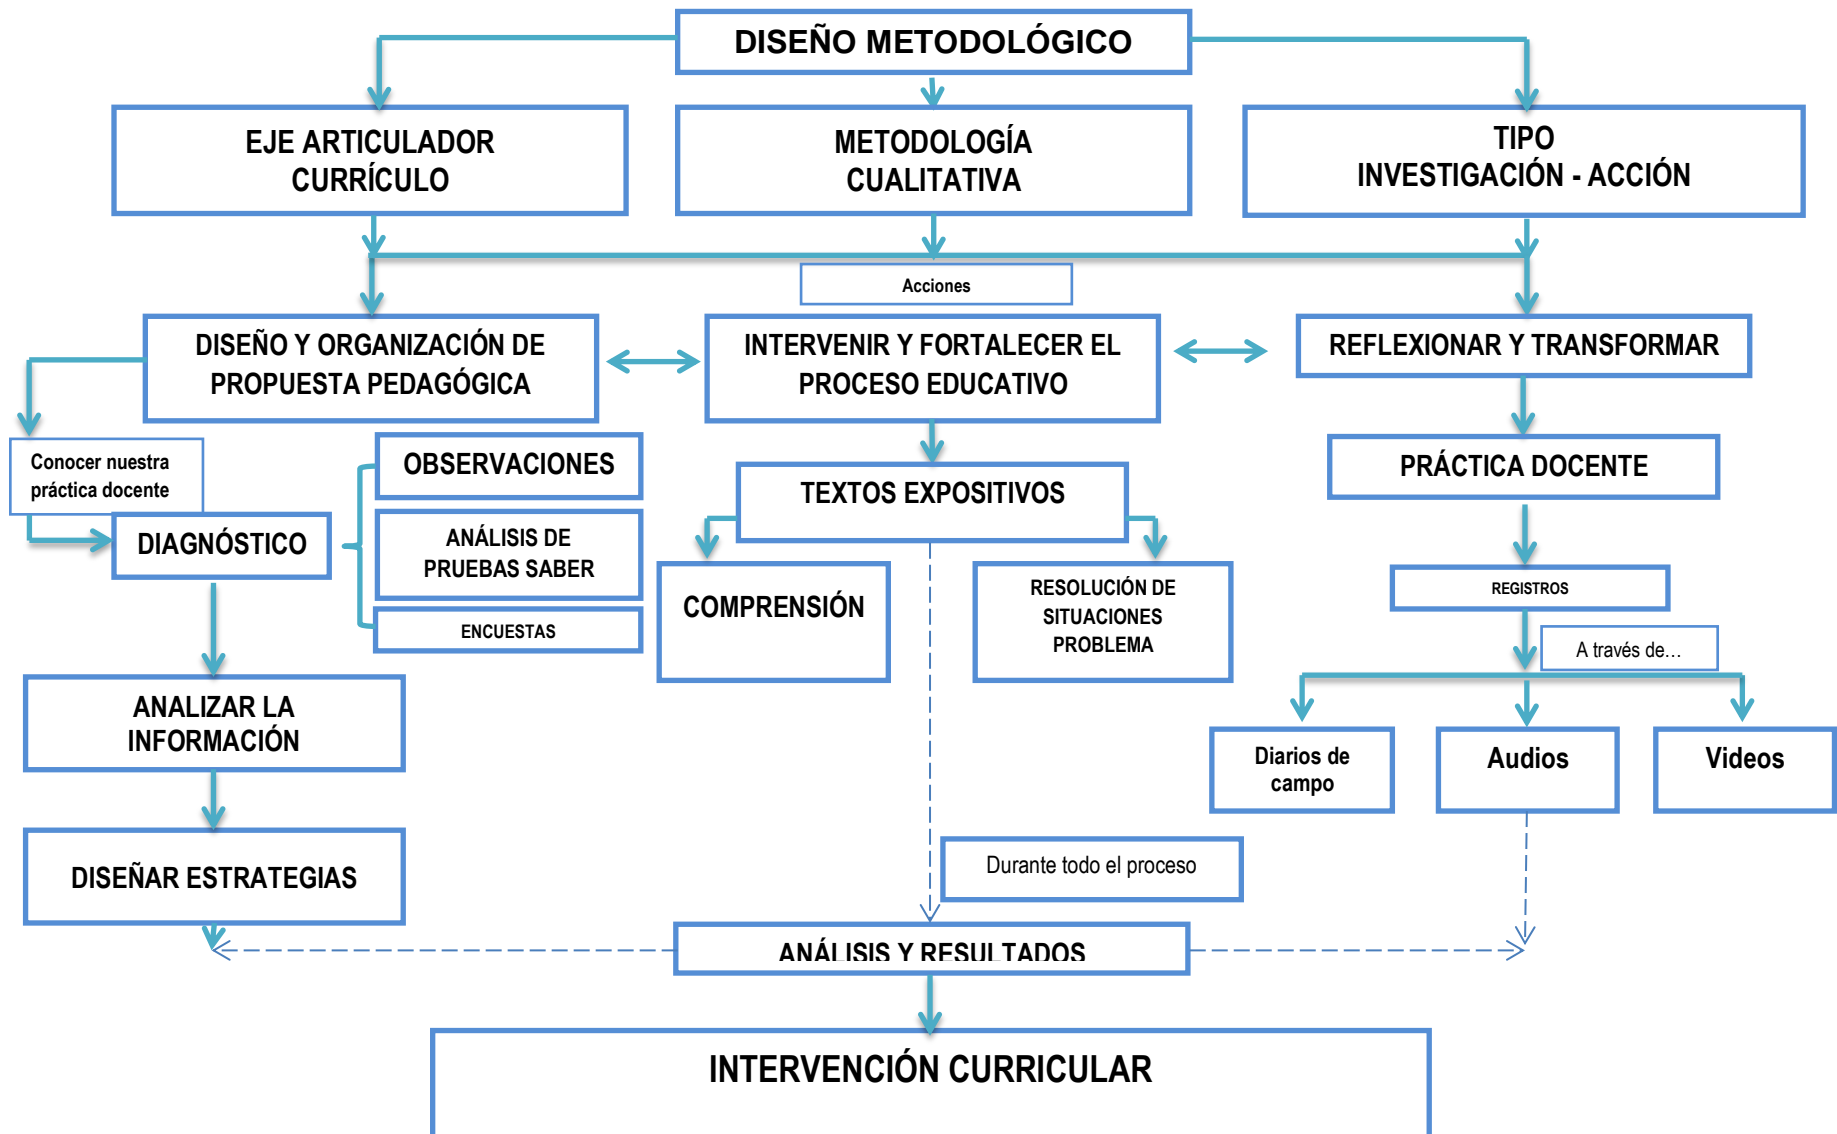 DISEÑO METODOLÓGICO
EJE ARTICULADOR
CURRÍCULO
METODOLOGÍA
CUALITATIVA
TIPO
INVESTIGACIÓN - ACCIÓN
Acciones
DISEÑO Y ORGANIZACIÓN DE
PROPUESTA PEDAGÓGICA
INTERVENIR Y FORTALECER EL
PROCESO EDUCATIVO
REFLEXIONAR Y TRANSFORMAR
Conocer nuestra
práctica docente
DIAGNÓSTICO
OBSERVACIONES
ANÁLISIS DE
PRUEBAS SABER
ENCUESTAS
TEXTOS EXPOSITIVOS
COMPRENSIÓN
RESOLUCIÓN DE
SITUACIONES
PROBLEMA
PRÁCTICA DOCENTE
REGISTROS
A través de…
Diarios de
campo
Audios
Videos
ANALIZAR LA
INFORMACIÓN
DISEÑAR ESTRATEGIAS
Durante todo el proceso
ANÁLISIS Y RESULTADOS
INTERVENCIÓN CURRICULAR